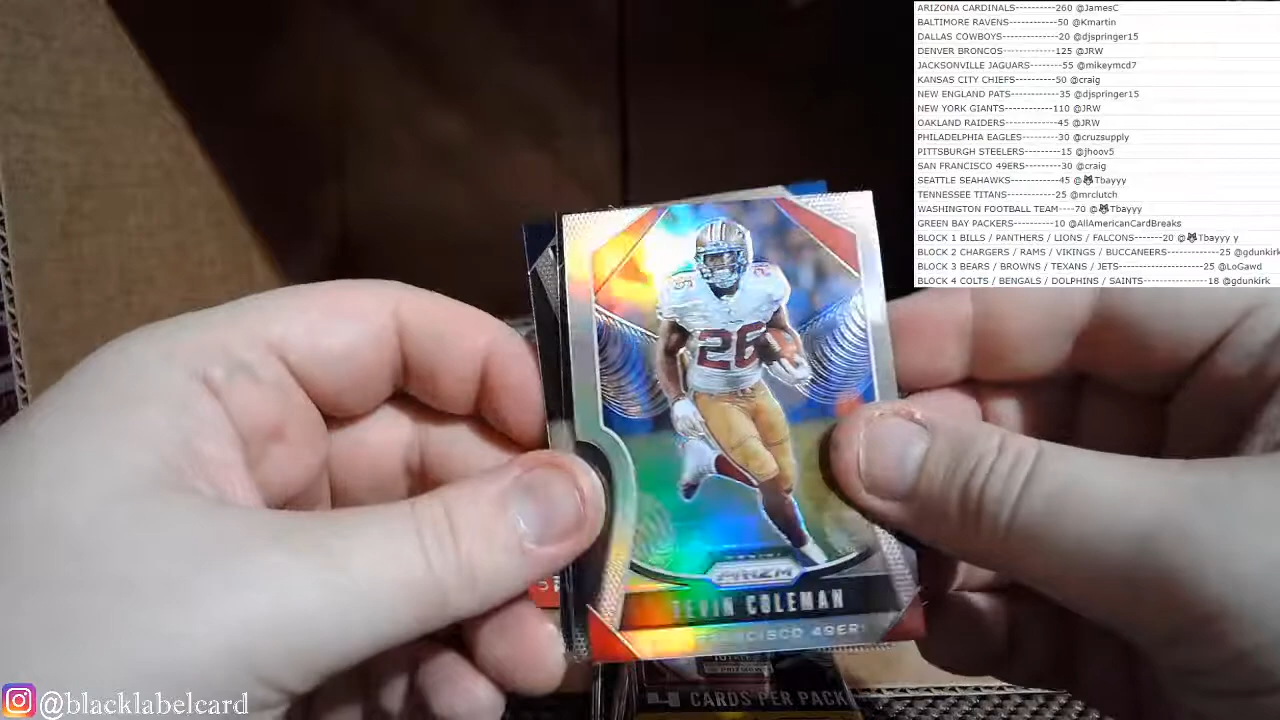 ARIZONA CARDINALS----------260 @JamesC
BALTIMORE RAVENS------------50 @Kmartin
DALLAS COWBOYS--------------20 @djspringer15
DENVER BRONCOS--------------125 @JRW
JACKSONVILLE JAGUARS--------55 @mikeymcd7
KANSAS CITY CHIEFS----------50 @craig
NEW ENGLAND PATS------------35 @djspringer15
NEW YORK GIANTS------------110 @JRW
OAKLAND RAIDERS-------------45 @JRW
PHILADELPHIA EAGLES---------30 @cruzsupply
PITTSBURGH STEELERS---------15 @jhoov5
SAN FRANCISCO 49ERS---------30 @craig
SEATTLE SEAHAWKS------------45 @😼Tbayyy
TENNESSEE TITANS------------25 @mrclutch
WASHINGTON FOOTBALL TEAM----70 @😼Tbayyy
GREEN BAY PACKERS-----------10 @AllAmericanCardBreaks
BLOCK 1 BILLS / PANTHERS / LIONS / FALCONS-------20 @😼Tbayyy y
BLOCK 2 CHARGERS / RAMS / VIKINGS / BUCCANEERS------------25 @gdunkirk
BLOCK 3 BEARS / BROWNS / TEXANS / JETS-----------------25 @LoGawd
BLOCK 4 COLTS / BENGALS / DOLPHINS / SAINTS----------------18 @gdunkirk
26
26
PRIZM
TEVIN COLEMAN
FRANCISCO 49ERS
CARDS PER PACK
@blacklabelcard